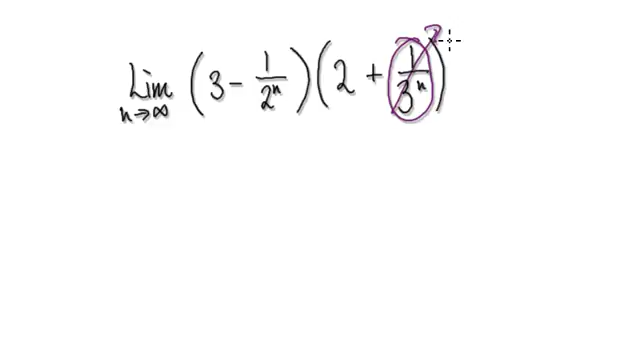 Lim n→∞ (3 - 1/2ⁿ)(2 + 1/3ⁿ)